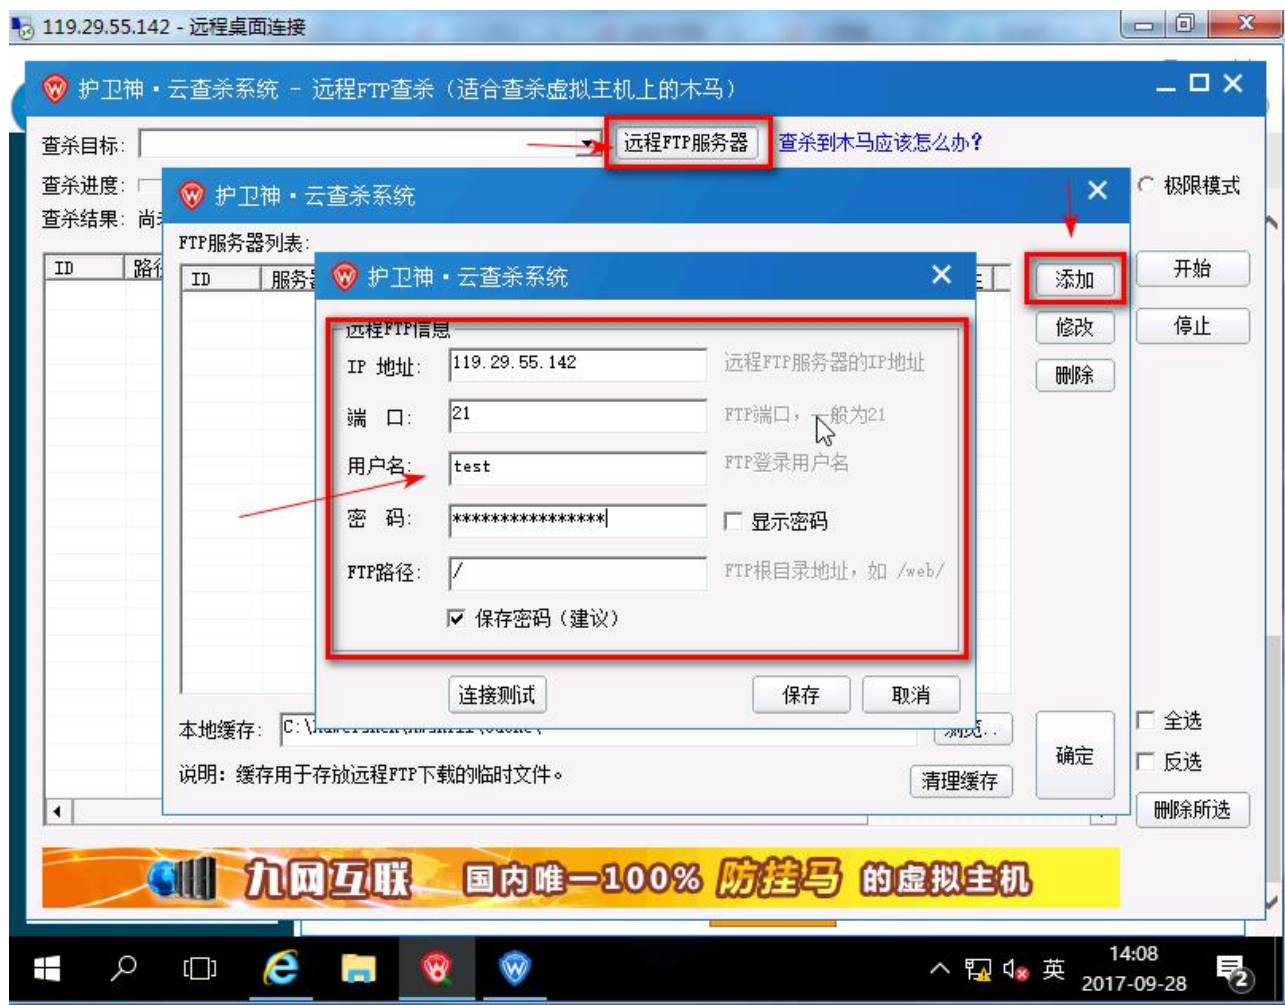 119.29.55.142 - 远程桌面连接
护卫神・云查杀系统 - 远程FTP查杀（适合查杀虚拟主机上的木马）
查杀目标:
远程FTP服务器
查杀到木马应该怎么办?
查杀进度:
极限模式
查杀结果: 尚
护卫神・云查杀系统
FTP服务器列表:
ID
路径
开始
停止
ID
服务器
添加
修改
删除
护卫神・云查杀系统
远程FTP信息
IP 地址:
119.29.55.142
远程FTP服务器的IP地址
端 口:
21
FTP端口，一般为21
用户名:
test
FTP登录用户名
密 码:
****************
显示密码
FTP路径:
/
FTP根目录地址，如 /web/
保存密码（建议）
连接测试
保存
取消
本地缓存:
C:\
浏览..
确定
说明: 缓存用于存放远程FTP下载的临时文件。
清理缓存
全选
反选
删除所选
九网互联 国内唯一100% 防挂马 的虚拟主机
英
14:08
2017-09-28
2